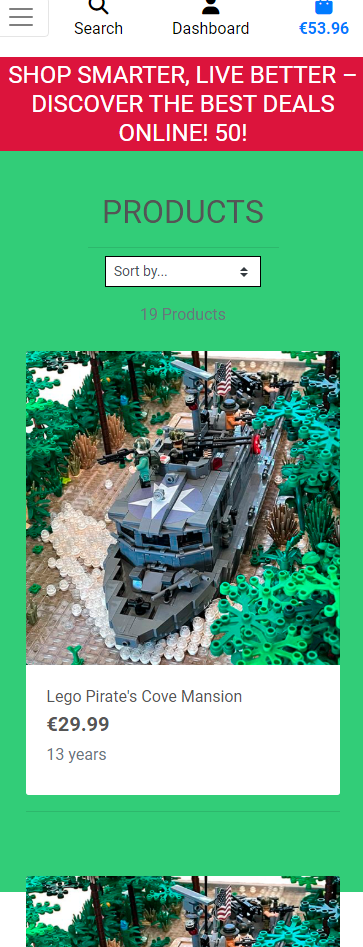 Search
Dashboard
€53.96
SHOP SMARTER, LIVE BETTER –
DISCOVER THE BEST DEALS
ONLINE! 50!
PRODUCTS
Sort by...
19 Products
Lego Pirate's Cove Mansion
€29.99
13 years